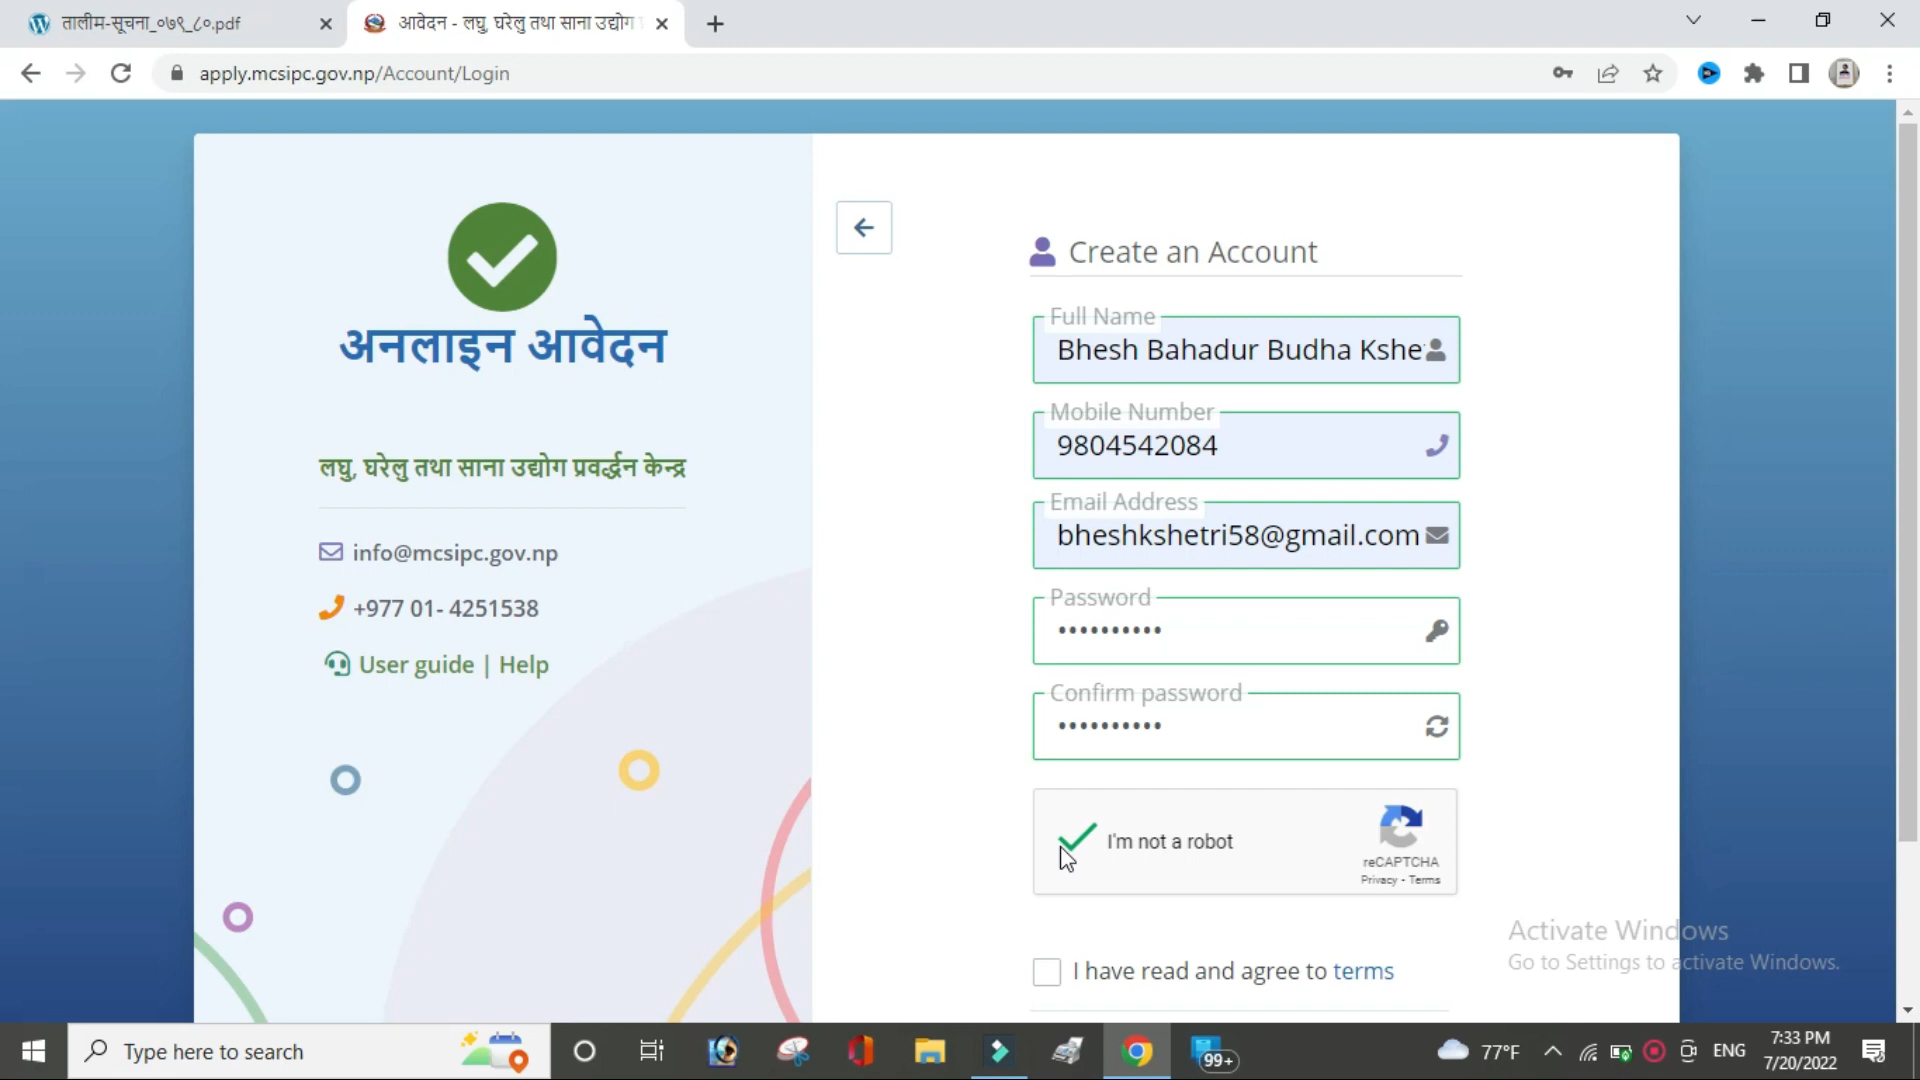 तालीम-सूचना_०७९_८०.pdf
आवेदन - लघु, घरेलु तथा साना उद्योग
apply.mcsipc.gov.np/Account/Login
अनलाइन आवेदन
लघु, घरेलु तथा साना उद्योग प्रवर्द्धन केन्द्र
info@mcsipc.gov.np
+977 01- 4251538
User guide | Help
Create an Account
Full Name
Bhesh Bahadur Budha Kshe
Mobile Number
9804542084
Email Address
bheshkshetri58@gmail.com
Password
••••••••••
Confirm password
••••••••••
I'm not a robot
reCAPTCHA
Privacy - Terms
I have read and agree to terms
Activate Windows
Go to Settings to activate Windows.
Type here to search
99+
77°F
ENG
7:33 PM
7/20/2022